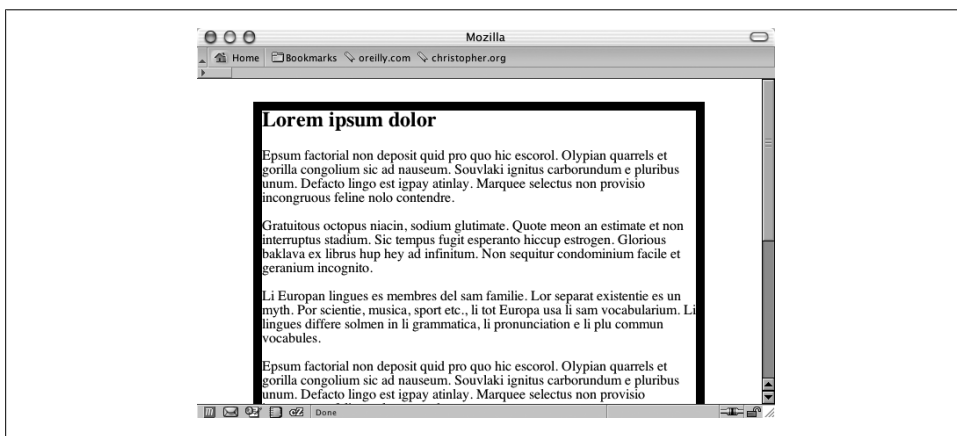 Mozilla
Home Bookmarks oreilly.com christopher.org
Lorem ipsum dolor
Epsum factorial non deposit quid pro quo hic escorol. Olypian quarrels et
gorilla congolium sic ad nauseum. Souvlaki ignitus carborundum e pluribus
unum. Defacto lingo est igpay atinlay. Marquee selectus non provisio
incongruous feline nolo contendre.
Gratuitous octopus niacin, sodium glutimate. Quote meon an estimate et non
interruptus stadium. Sic tempus fugit esperanto hiccup estrogen. Glorious
baklava ex librus hup hey ad infinitum. Non sequitur condominium facile et
geranium incognito.
Li Europan lingues es membres del sam familie. Lor separat existentie es un
myth. Por scientie, musica, sport etc., li tot Europa usa li sam vocabularium. Li
lingues differe solmen in li grammatica, li pronunciation e li plu commun
vocabules.
Epsum factorial non deposit quid pro quo hic escorol. Olypian quarrels et
gorilla congolium sic ad nauseum. Souvlaki ignitus carborundum e pluribus
unum. Defacto lingo est igpay atinlay. Marquee selectus non provisio
Done